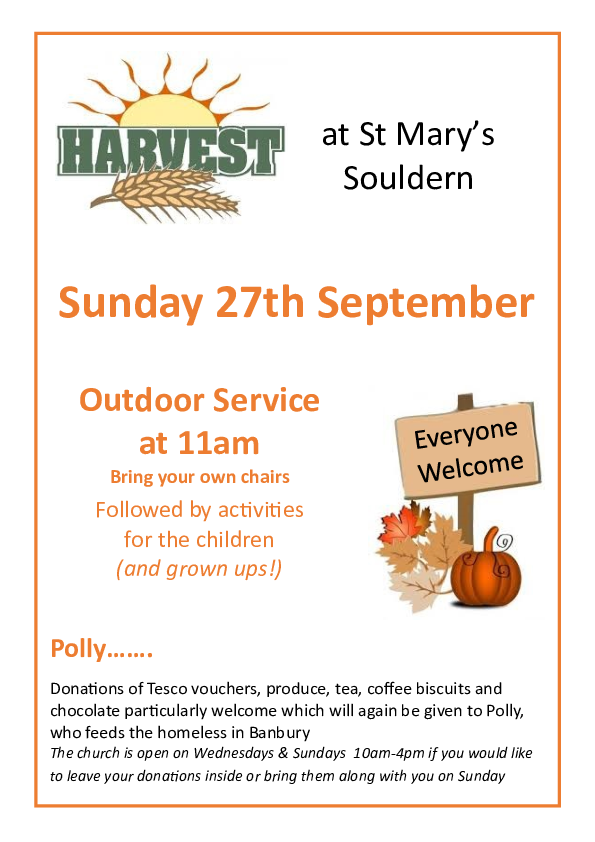 HARVEST
at St Mary’s
Souldern
Sunday 27th September
Outdoor Service
at 11am
Bring your own chairs
Followed by activities
for the children
(and grown ups!)
Everyone
Welcome
Polly…….
Donations of Tesco vouchers, produce, tea, coffee biscuits and
chocolate particularly welcome which will again be given to Polly,
who feeds the homeless in Banbury
The church is open on Wednesdays & Sundays  10am-4pm if you would like
to leave your donations inside or bring them along with you on Sunday